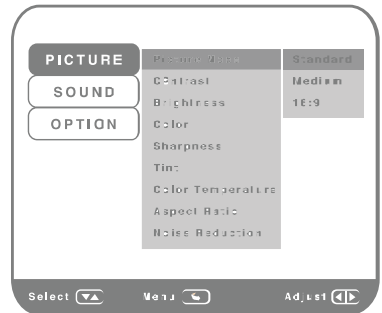 PICTURE
SOUND
OPTION
Picture Mode
Contrast
Brightness
Color
Sharpness
Tint
Color Temperature
Aspect Ratio
Noise Reduction
Standard
Medium
16:9
Select Menu Adjust